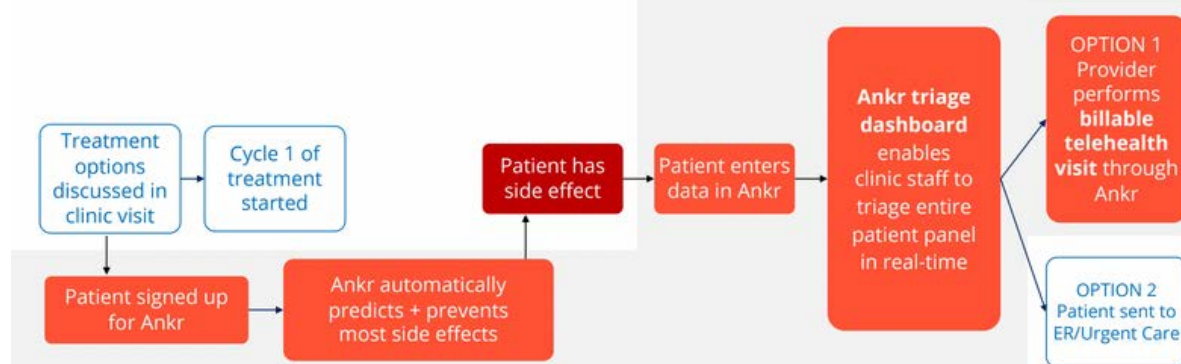 Treatment
options
discussed in
clinic visit
Cycle 1 of
treatment
started
Patient signed up
for Ankr
Ankr automatically
predicts + prevents
most side effects
Patient has
side effect
Patient enters
data in Ankr
Ankr triage
dashboard
enables
clinic staff to
triage entire
patient panel
in real-time
OPTION 1
Provider
performs
billable
telehealth
visit through
Ankr
OPTION 2
Patient sent to
ER/Urgent Care